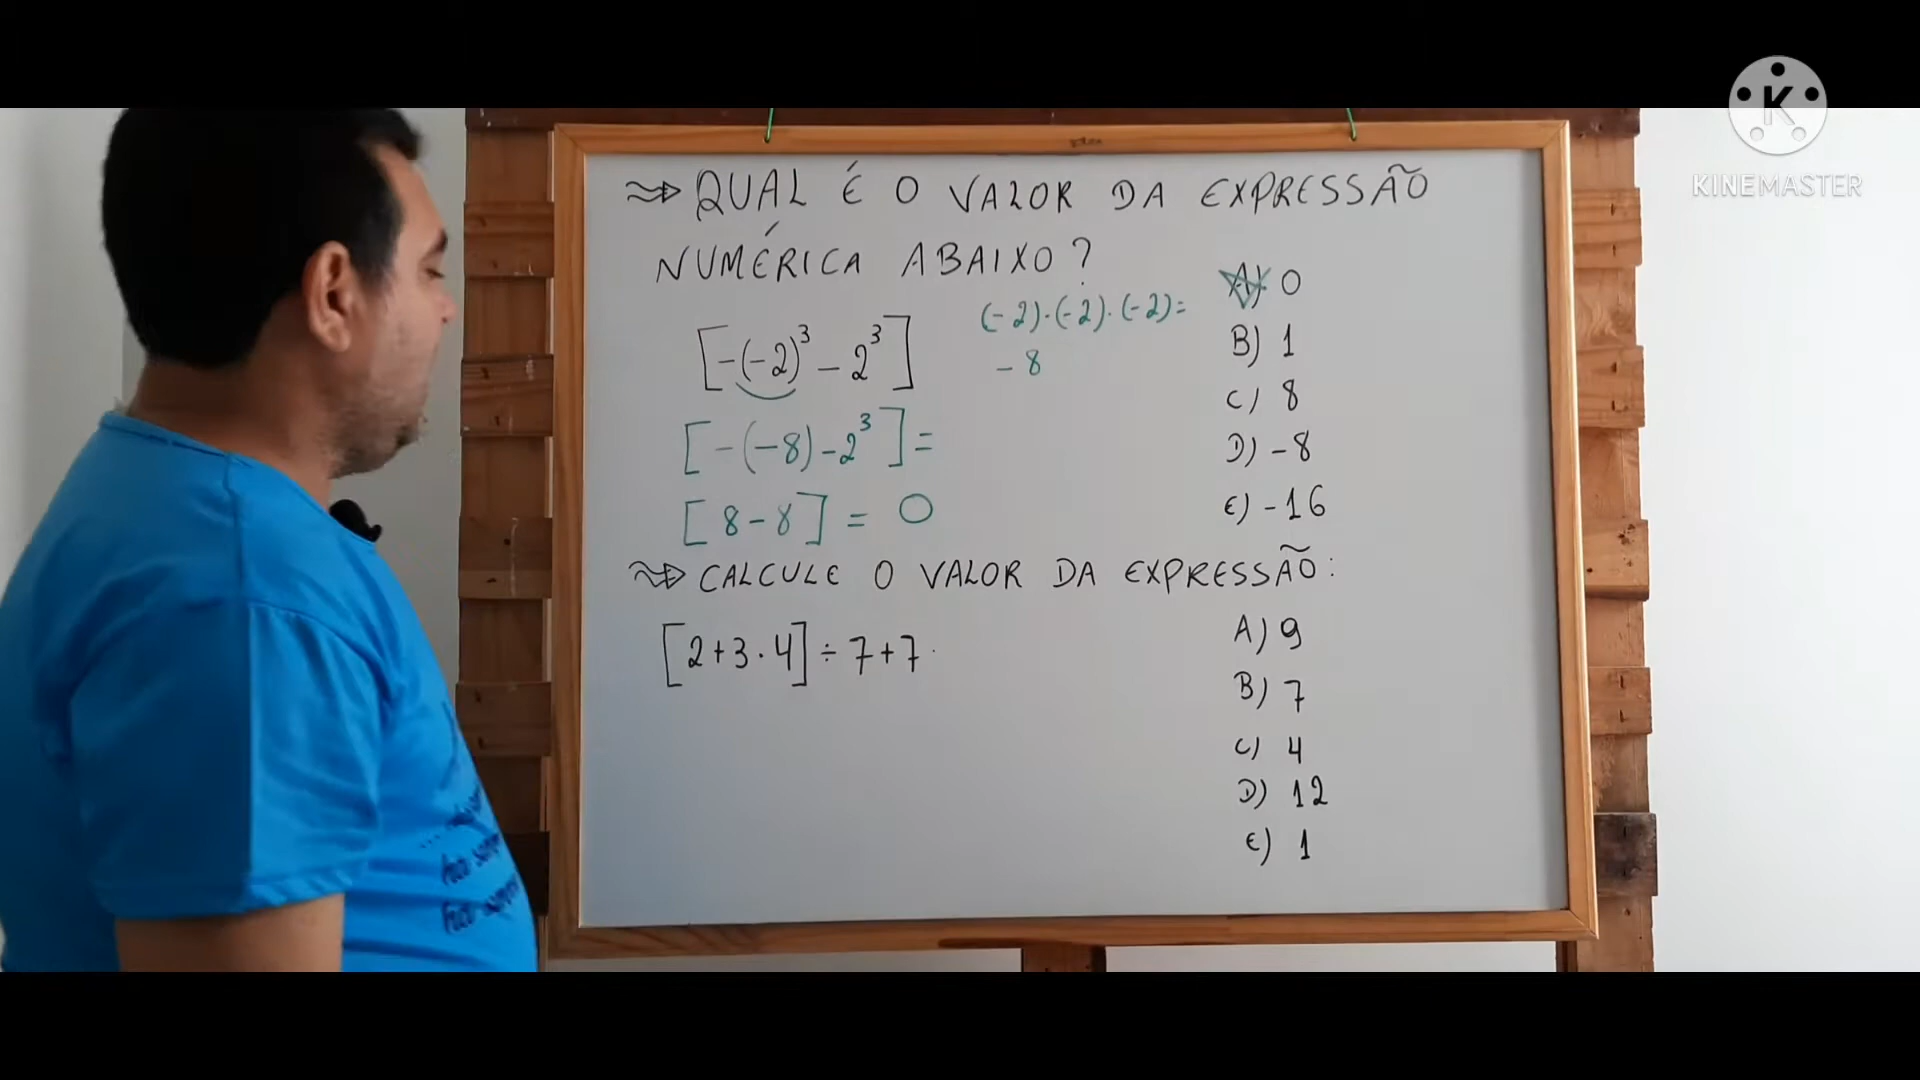 QUAL É O VALOR DA EXPRESSÃO
NUMÉRICA ABAIXO?
[-(-2)³ - 2³]
(-2)·(-2)·(-2)=
-8
[-(-8) - 2³] =
[8 - 8] = 0
A) 0
B) 1
C) 8
D) -8
E) -16
CALCULE O VALOR DA EXPRESSÃO:
[2+3·4] ÷ 7+7
A) 9
B) 7
C) 4
D) 12
E) 1
K
KINEMASTER